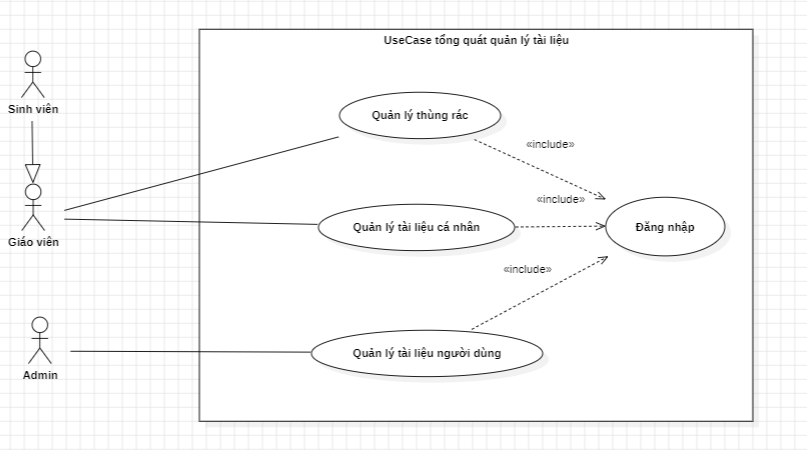 UseCase tổng quát quản lý tài liệu
Sinh viên
Quản lý thùng rác
«include»
«include»
Giáo viên
Quản lý tài liệu cá nhân
Đăng nhập
«include»
Quản lý tài liệu người dùng
Admin